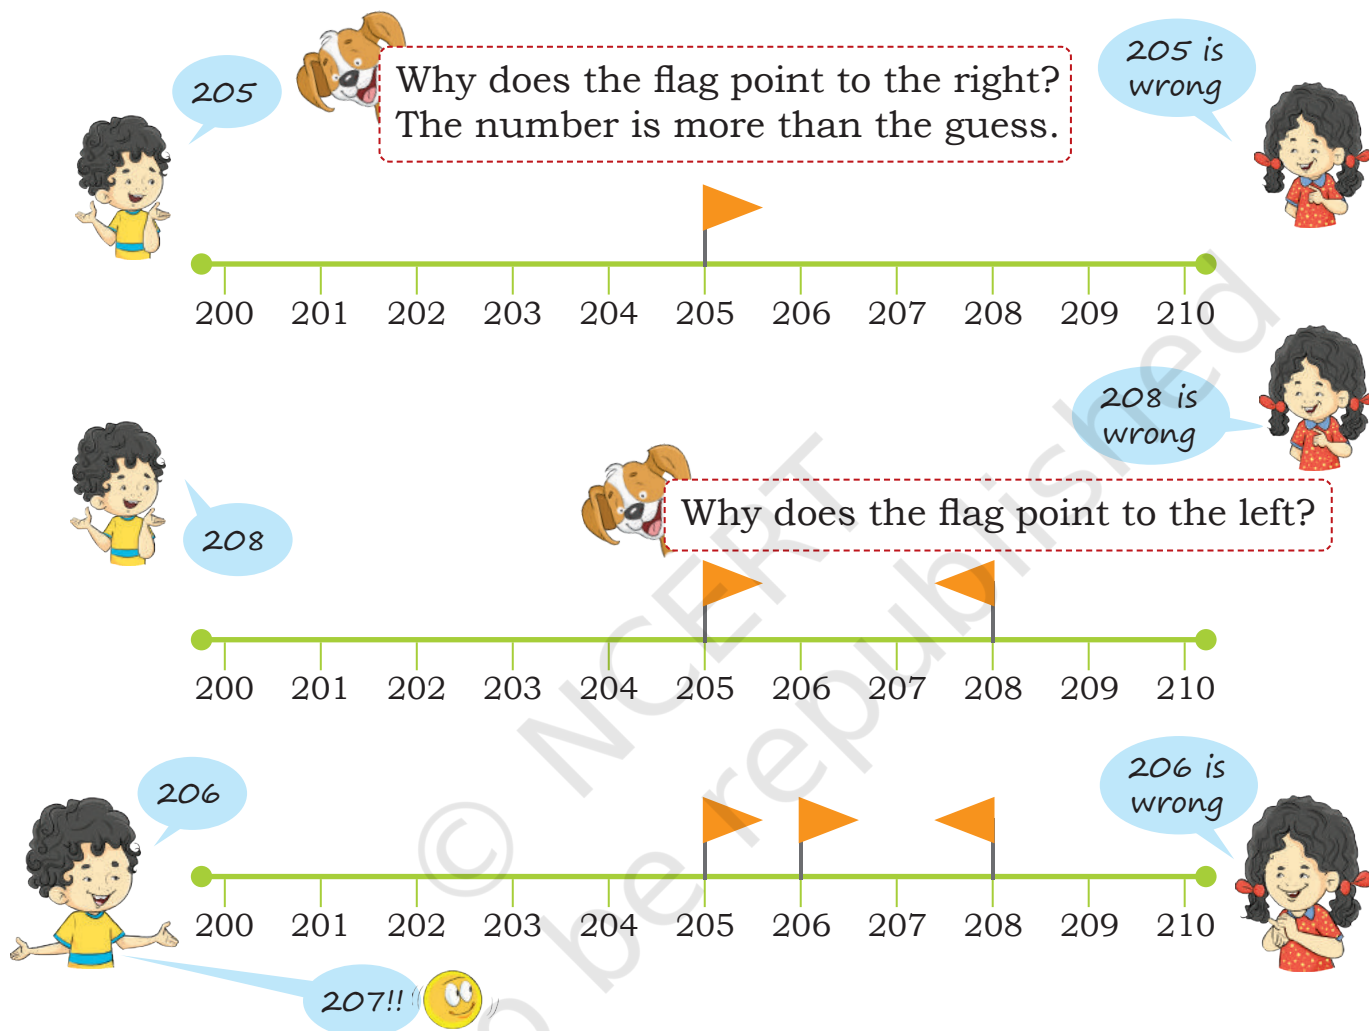 205
Why does the flag point to the right?
The number is more than the guess.
205 is
wrong
200 201 202 203 204 205 206 207 208 209 210
208 is
wrong
208
Why does the flag point to the left?
200 201 202 203 204 205 206 207 208 209 210
206
206 is
wrong
200 201 202 203 204 205 206 207 208 209 210
207!!
© NCERT
be republished